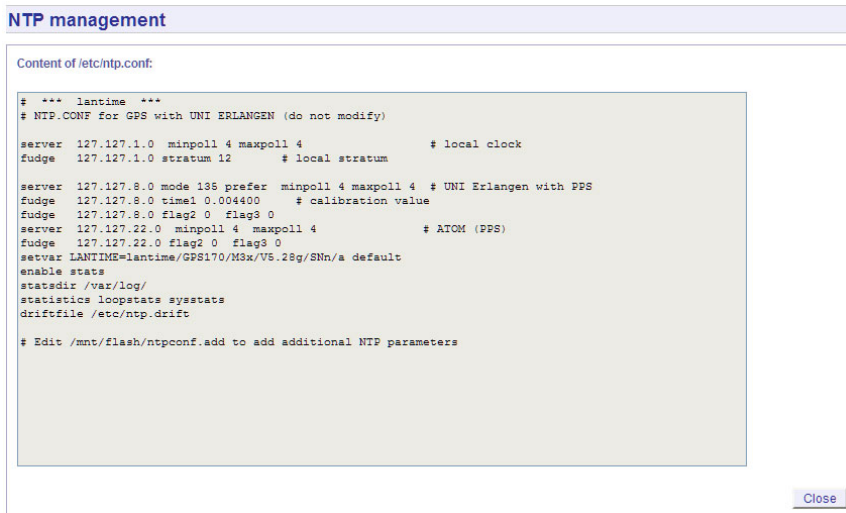 NTP management
Content of /etc/ntp.conf:
# *** lantime ***
# NTP.CONF for GPS with UNI ERLANGEN (do not modify)
server 127.127.1.0 minpoll 4 maxpoll 4 # local clock
fudge 127.127.1.0 stratum 12 # local stratum
server 127.127.8.0 mode 135 prefer minpoll 4 maxpoll 4 # UNI Erlangen with PPS
fudge 127.127.8.0 time1 0.004400 # calibration value
fudge 127.127.8.0 flag2 0 flag3 0
server 127.127.22.0 minpoll 4 maxpoll 4 # ATOM (PPS)
fudge 127.127.22.0 flag2 0 flag3 0
setvar LANTIME=lantime/GPS170/M3x/V5.28g/SNn/a default
enable stats
statsdir /var/log/
statistics loopstats sysstats
driftfile /etc/ntp.drift
# Edit /mnt/flash/ntpconf.add to add additional NTP parameters
Close